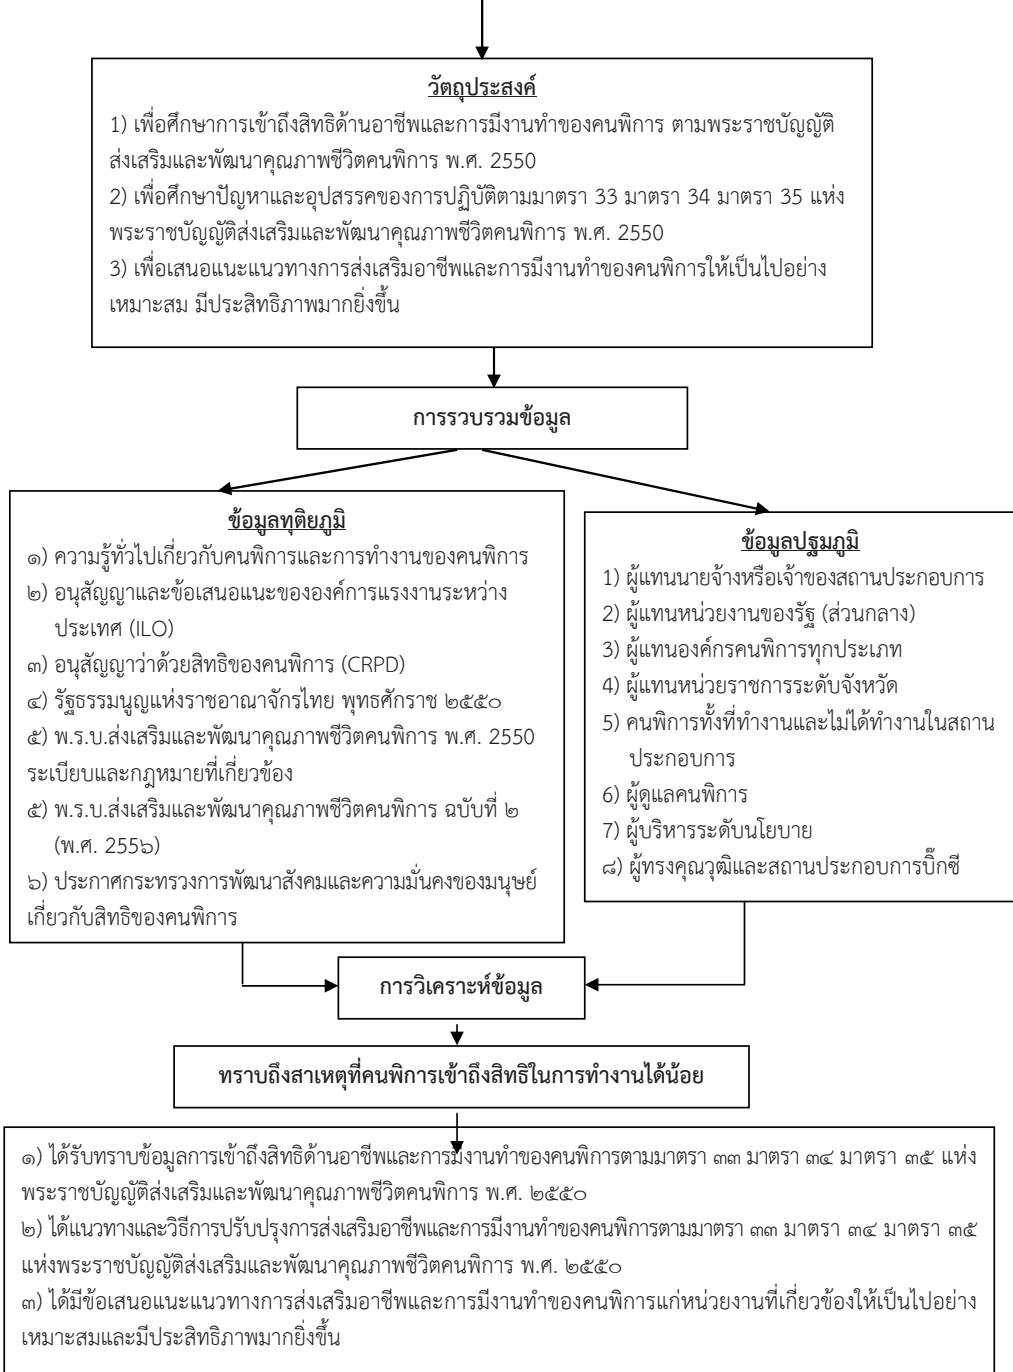 วัตถุประสงค์
1) เพื่อศึกษาการเข้าถึงสิทธิด้านอาชีพและการมีงานทำของคนพิการ ตามพระราชบัญญัติ
ส่งเสริมและพัฒนาคุณภาพชีวิตคนพิการ พ.ศ. 2550
2) เพื่อศึกษาปัญหาและอุปสรรคของการปฏิบัติตามมาตรา 33 มาตรา 34 มาตรา 35 แห่ง
พระราชบัญญัติส่งเสริมและพัฒนาคุณภาพชีวิตคนพิการ พ.ศ. 2550
3) เพื่อเสนอแนะแนวทางการส่งเสริมอาชีพและการมีงานทำของคนพิการให้เป็นไปอย่าง
เหมาะสม มีประสิทธิภาพมากยิ่งขึ้น
การรวบรวมข้อมูล
ข้อมูลทุติยภูมิ
๑) ความรู้ทั่วไปเกี่ยวกับคนพิการและการทำงานของคนพิการ
๒) อนุสัญญาและข้อเสนอแนะขององค์การแรงงานระหว่าง
ประเทศ (ILO)
๓) อนุสัญญาว่าด้วยสิทธิของคนพิการ (CRPD)
๔) รัฐธรรมนูญแห่งราชอาณาจักรไทย พุทธศักราช ๒๕๕๐
๕) พ.ร.บ.ส่งเสริมและพัฒนาคุณภาพชีวิตคนพิการ พ.ศ. 2550
ระเบียบและกฎหมายที่เกี่ยวข้อง
๕) พ.ร.บ.ส่งเสริมและพัฒนาคุณภาพชีวิตคนพิการ ฉบับที่ ๒
(พ.ศ. 255๖)
๖) ประกาศกระทรวงการพัฒนาสังคมและความมั่นคงของมนุษย์
เกี่ยวกับสิทธิของคนพิการ
ข้อมูลปฐมภูมิ
1) ผู้แทนนายจ้างหรือเจ้าของสถานประกอบการ
2) ผู้แทนหน่วยงานของรัฐ (ส่วนกลาง)
3) ผู้แทนองค์กรคนพิการทุกประเภท
4) ผู้แทนหน่วยราชการระดับจังหวัด
5) คนพิการทั้งที่ทำงานและไม่ได้ทำงานในสถาน
ประกอบการ
6) ผู้ดูแลคนพิการ
7) ผู้บริหารระดับนโยบาย
๘) ผู้ทรงคุณวุฒิและสถานประกอบการบิ๊กซี
การวิเคราะห์ข้อมูล
ทราบถึงสาเหตุที่คนพิการเข้าถึงสิทธิในการทำงานได้น้อย
๑) ได้รับทราบข้อมูลการเข้าถึงสิทธิด้านอาชีพและการมีงานทำของคนพิการตามมาตรา ๓๓ มาตรา ๓๔ มาตรา ๓๕ แห่ง
พระราชบัญญัติส่งเสริมและพัฒนาคุณภาพชีวิตคนพิการ พ.ศ. ๒๕๕๐
๒) ได้แนวทางและวิธีการปรับปรุงการส่งเสริมอาชีพและการมีงานทำของคนพิการตามมาตรา ๓๓ มาตรา ๓๔ มาตรา ๓๕
แห่งพระราชบัญญัติส่งเสริมและพัฒนาคุณภาพชีวิตคนพิการ พ.ศ. ๒๕๕๐
๓) ได้มีข้อเสนอแนะแนวทางการส่งเสริมอาชีพและการมีงานทำของคนพิการแก่หน่วยงานที่เกี่ยวข้องให้เป็นไปอย่าง
เหมาะสมและมีประสิทธิภาพมากยิ่งขึ้น